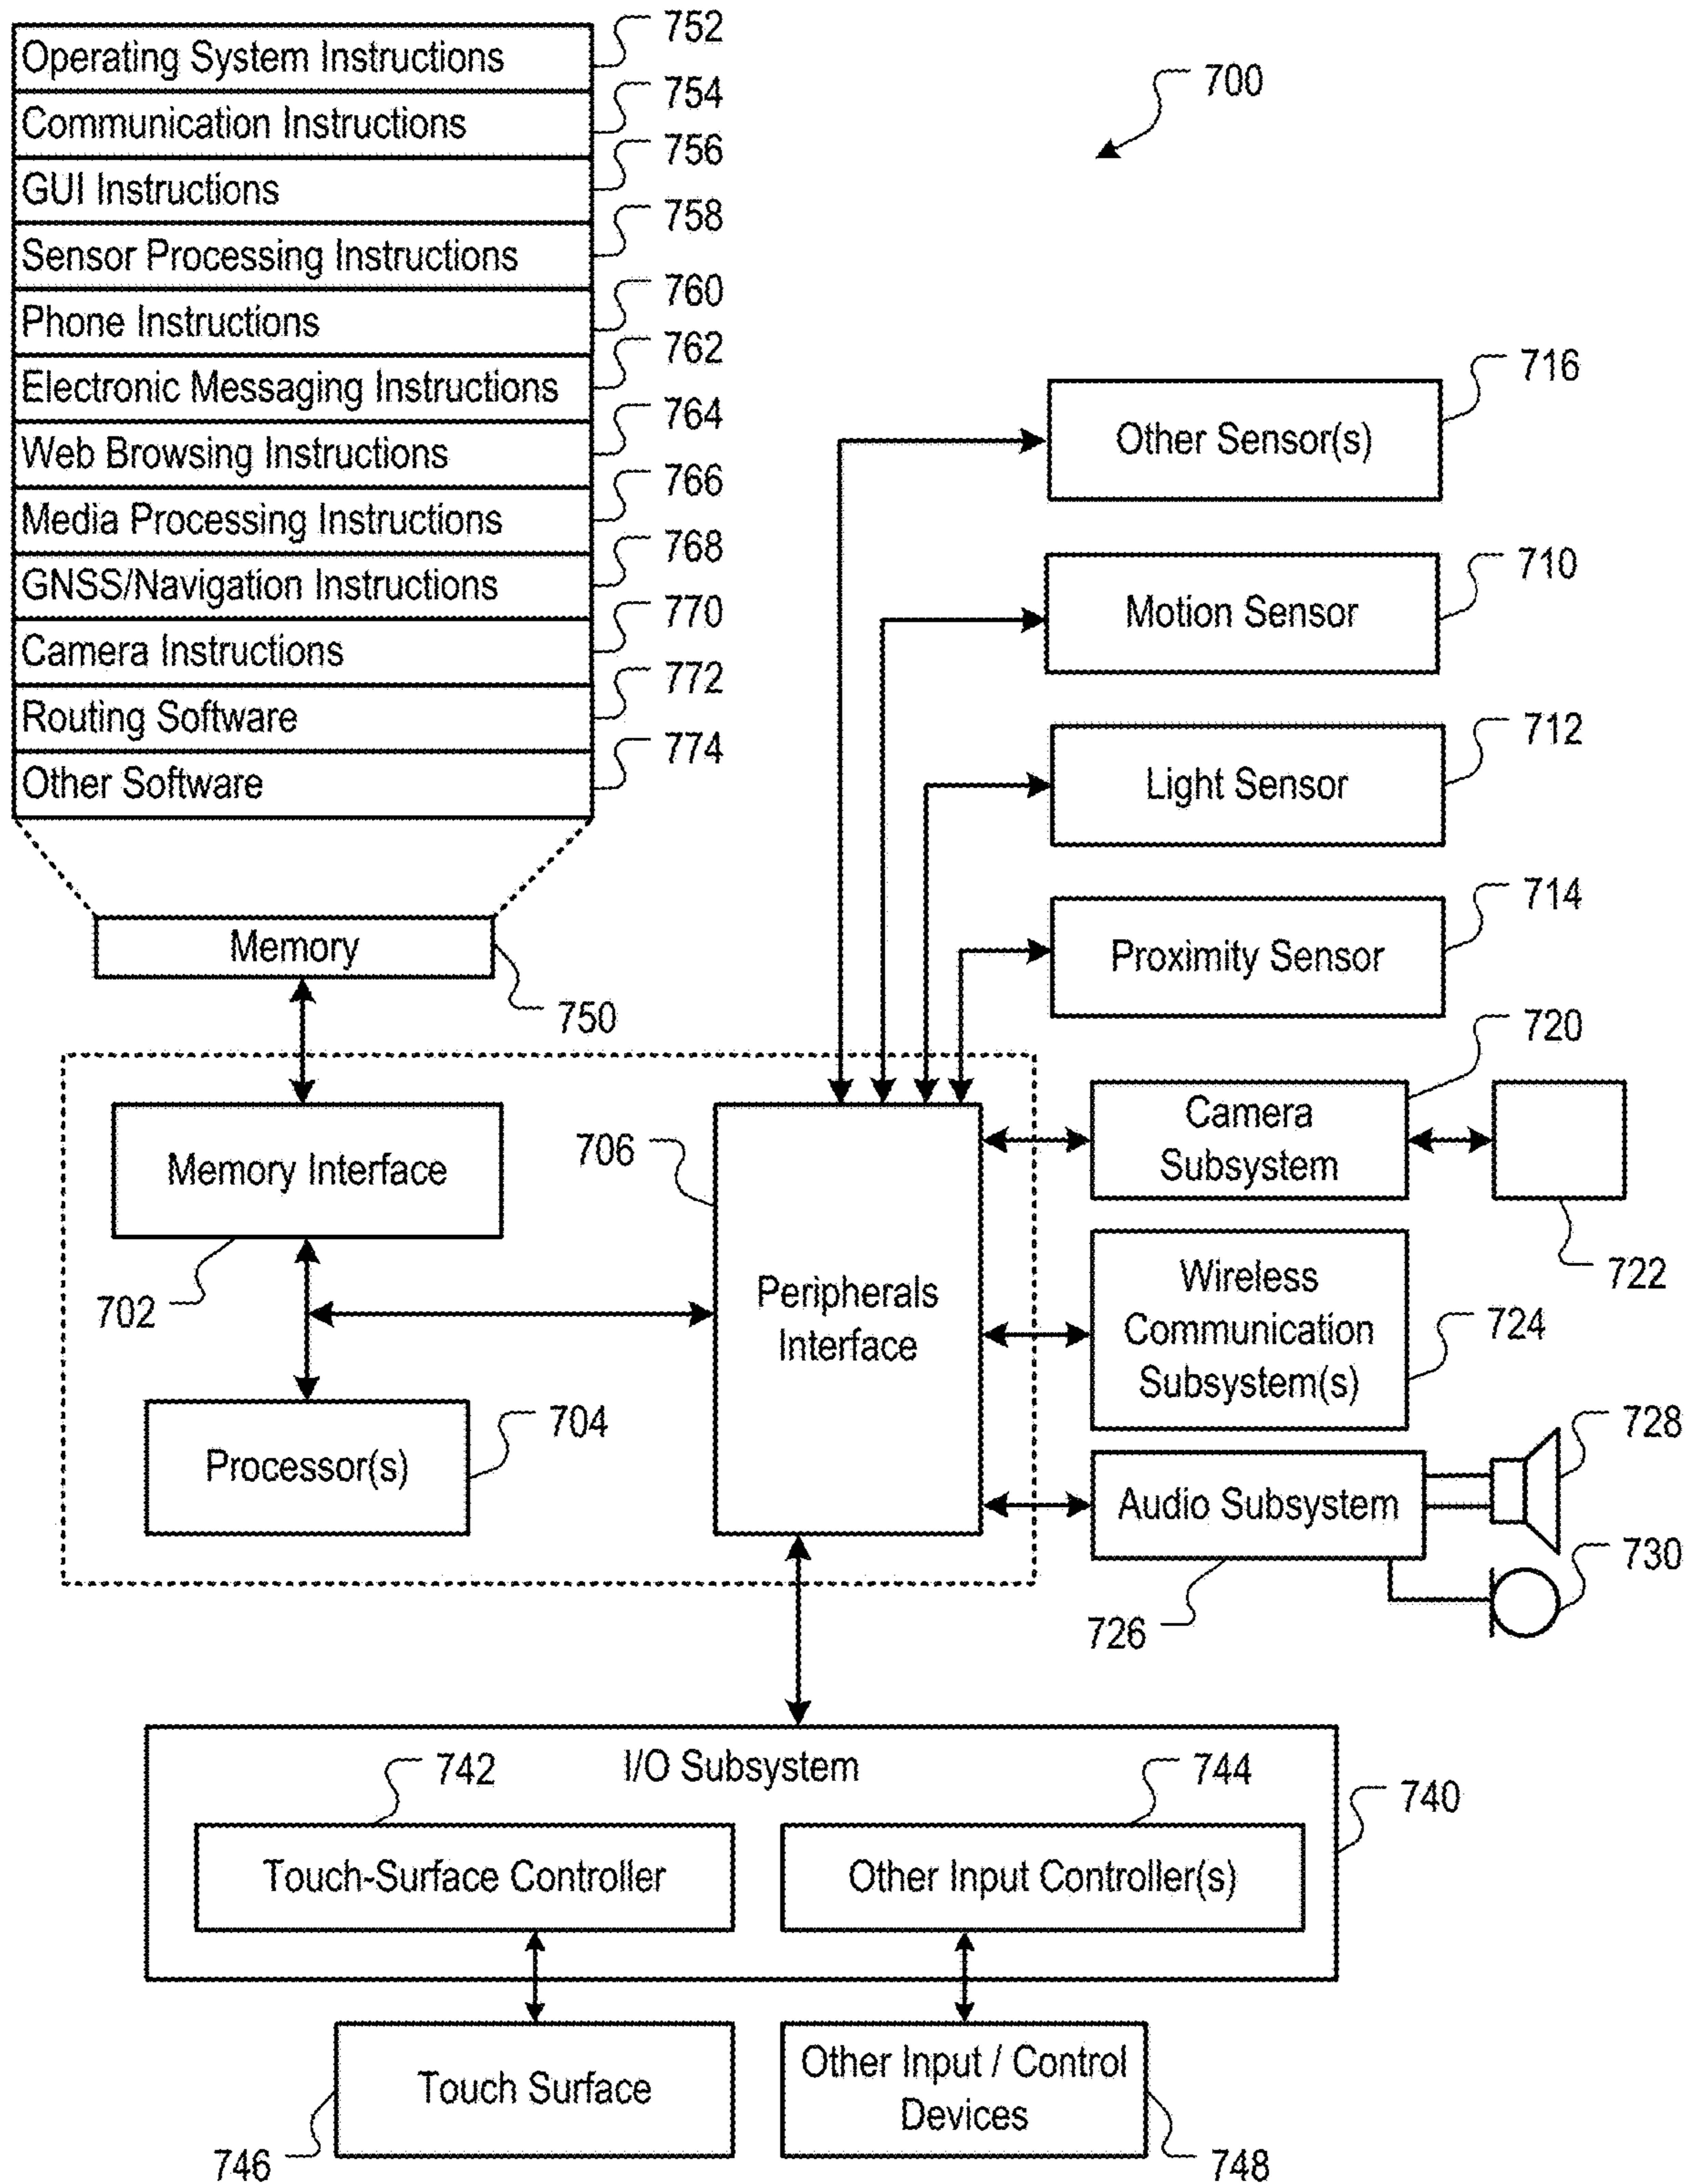 752
Operating System Instructions
754
Communication Instructions
756
GUI Instructions
758
Sensor Processing Instructions
760
Phone Instructions
762
Electronic Messaging Instructions
764
Web Browsing Instructions
766
Media Processing Instructions
768
GNSS/Navigation Instructions
770
Camera Instructions
772
Routing Software
774
Other Software
Memory
750
700
716
Other Sensor(s)
710
Motion Sensor
712
Light Sensor
714
Proximity Sensor
720
Camera
Subsystem
722
Memory Interface
702
706
Peripherals
Interface
Wireless
Communication
Subsystem(s)
724
Processor(s)
704
Audio Subsystem
728
730
726
I/O Subsystem
742
744
740
Touch-Surface Controller
Other Input Controller(s)
Touch Surface
746
Other Input / Control
Devices
748